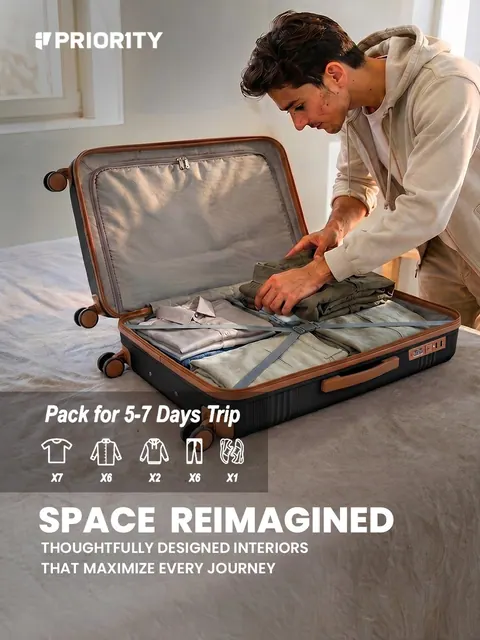 PRIOR1TY
Pack for 5-7 Days Trip
X7 X6 X2 X6 X1
SPACE REIMAGINED
THOUGHTFULLY DESIGNED INTERIORS
THAT MAXIMIZE EVERY JOURNEY